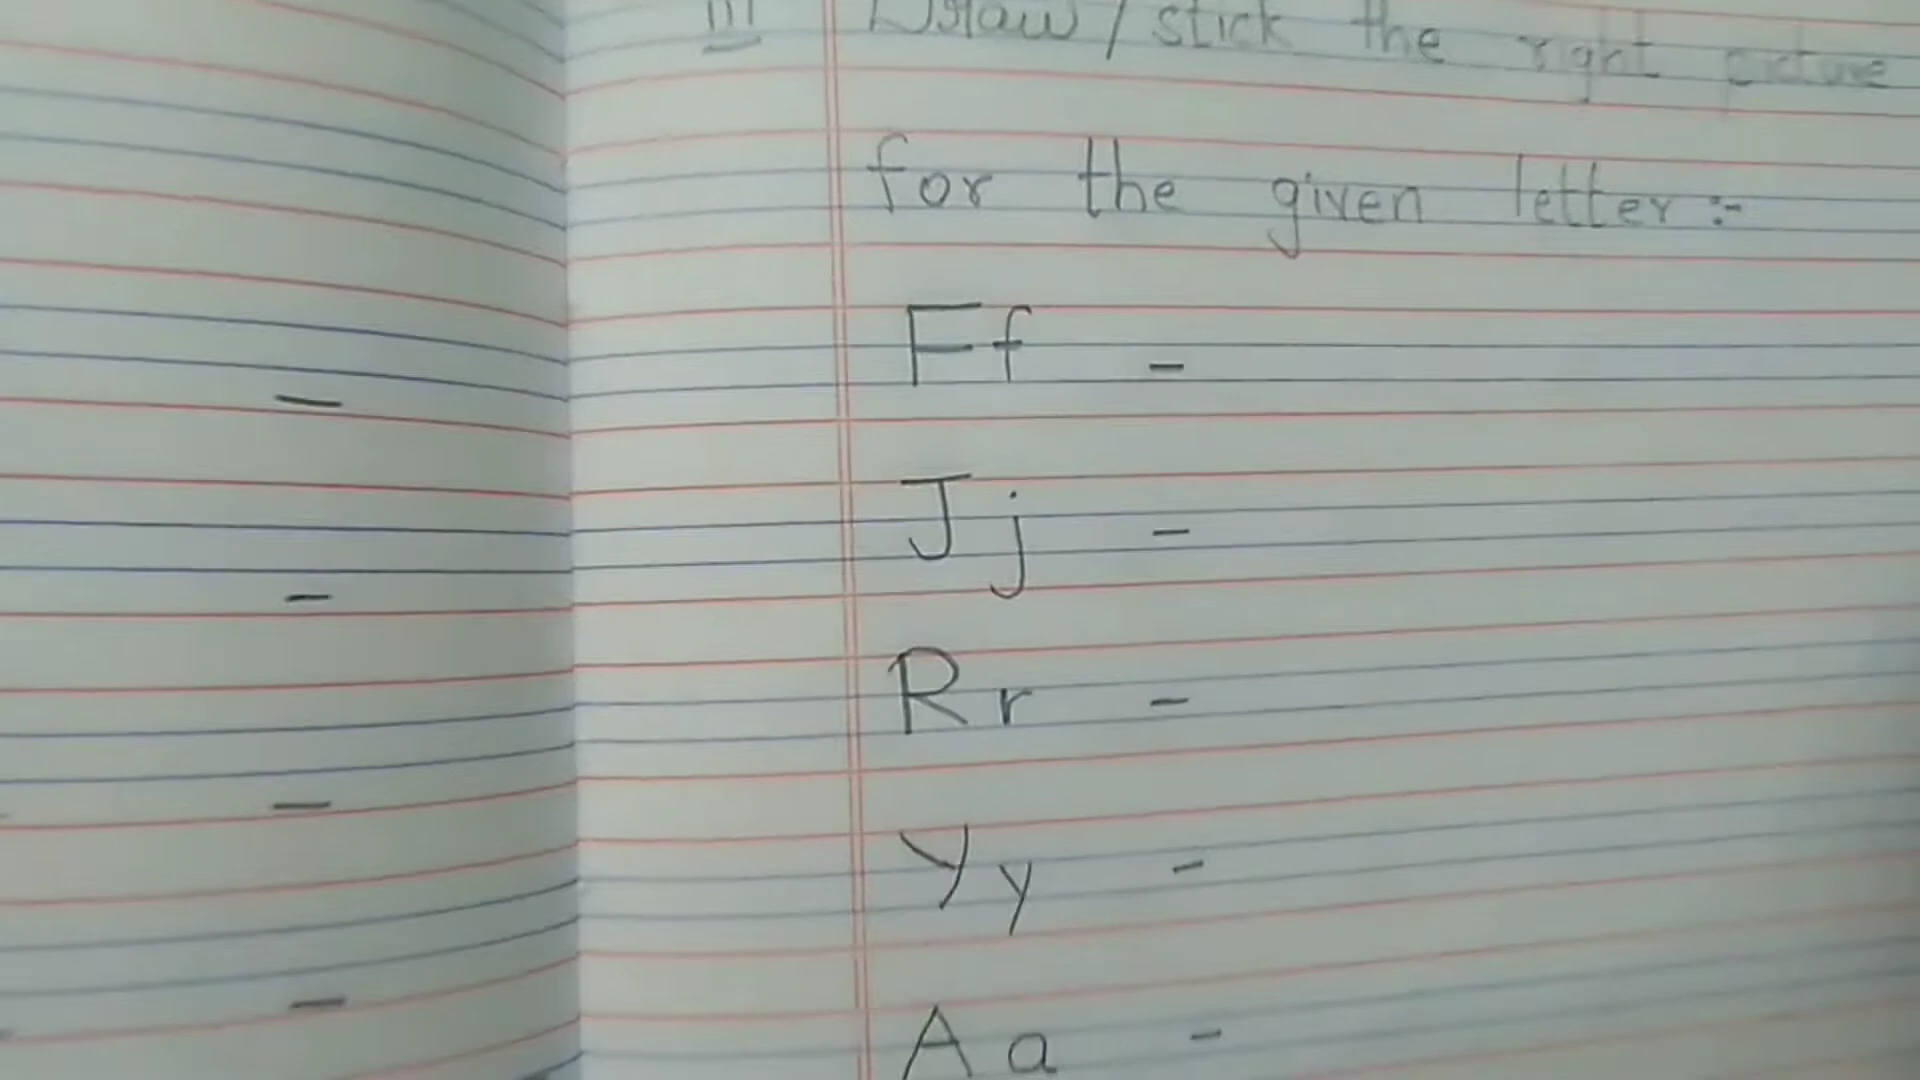 III Draw / stick the right picture
for the given letter :-
Ff -
Jj -
Rr -
Yy -
Aa -